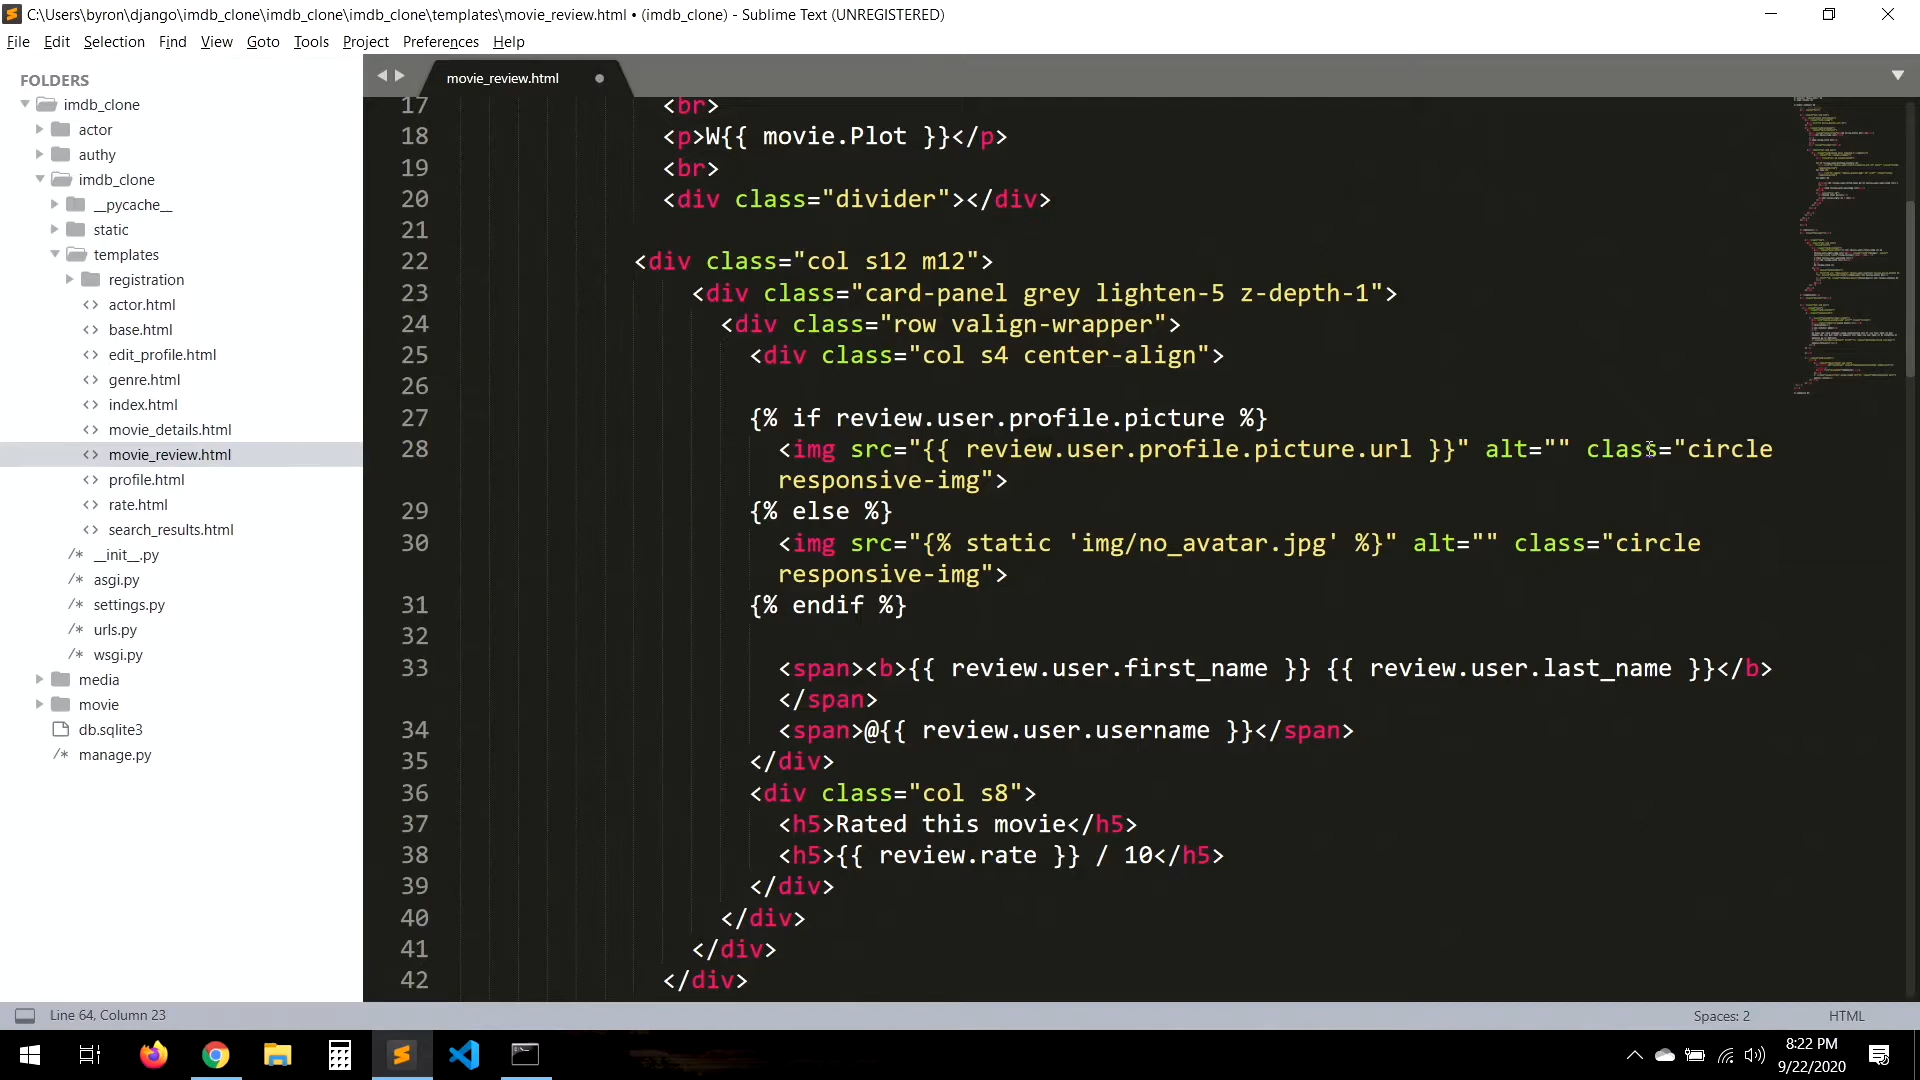 C:\Users\byron\django\imdb_clone\imdb_clone\imdb_clone\templates\movie_review.html • (imdb_clone) - Sublime Text (UNREGISTERED)
File Edit Selection Find View Goto Tools Project Preferences Help
FOLDERS
imdb_clone
actor
authy
imdb_clone
__pycache__
static
templates
registration
<> actor.html
<> base.html
<> edit_profile.html
<> genre.html
<> index.html
<> movie_details.html
<> movie_review.html
<> profile.html
<> rate.html
<> search_results.html
/* __init__.py
/* asgi.py
/* settings.py
/* urls.py
/* wsgi.py
media
movie
db.sqlite3
/* manage.py
movie_review.html
17 <br>
18 <p>W{{ movie.Plot }}</p>
19 <br>
20 <div class="divider"></div>
21
22 <div class="col s12 m12">
23 <div class="card-panel grey lighten-5 z-depth-1">
24 <div class="row valign-wrapper">
25 <div class="col s4 center-align">
26
27 {% if review.user.profile.picture %}
28 <img src="{{ review.user.profile.picture.url }}" alt="" class="circle
responsive-img">
29 {% else %}
30 <img src="{% static 'img/no_avatar.jpg' %}" alt="" class="circle
responsive-img">
31 {% endif %}
32
33 <span><b>{{ review.user.first_name }} {{ review.user.last_name }}</b>
</span>
34 <span>@{{ review.user.username }}</span>
35 </div>
36 <div class="col s8">
37 <h5>Rated this movie</h5>
38 <h5>{{ review.rate }} / 10</h5>
39 </div>
40 </div>
41 </div>
42 </div>
Line 64, Column 23
Spaces: 2
HTML
8:22 PM
9/22/2020